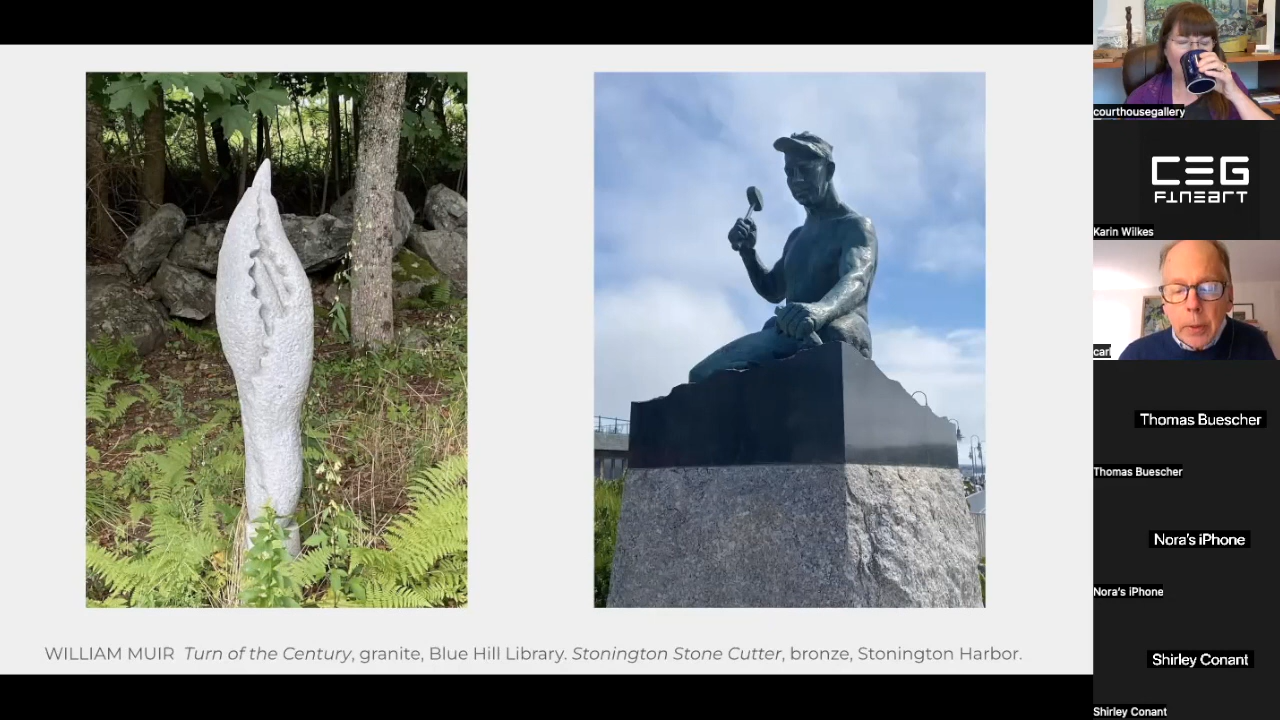 WILLIAM MUIR Turn of the Century, granite, Blue Hill Library. Stonington Stone Cutter, bronze, Stonington Harbor.
courthousegallery
CEG
FINEART
Karin Wilkes
carl
Thomas Buescher
Thomas Buescher
Nora's iPhone
Nora's iPhone
Shirley Conant
Shirley Conant